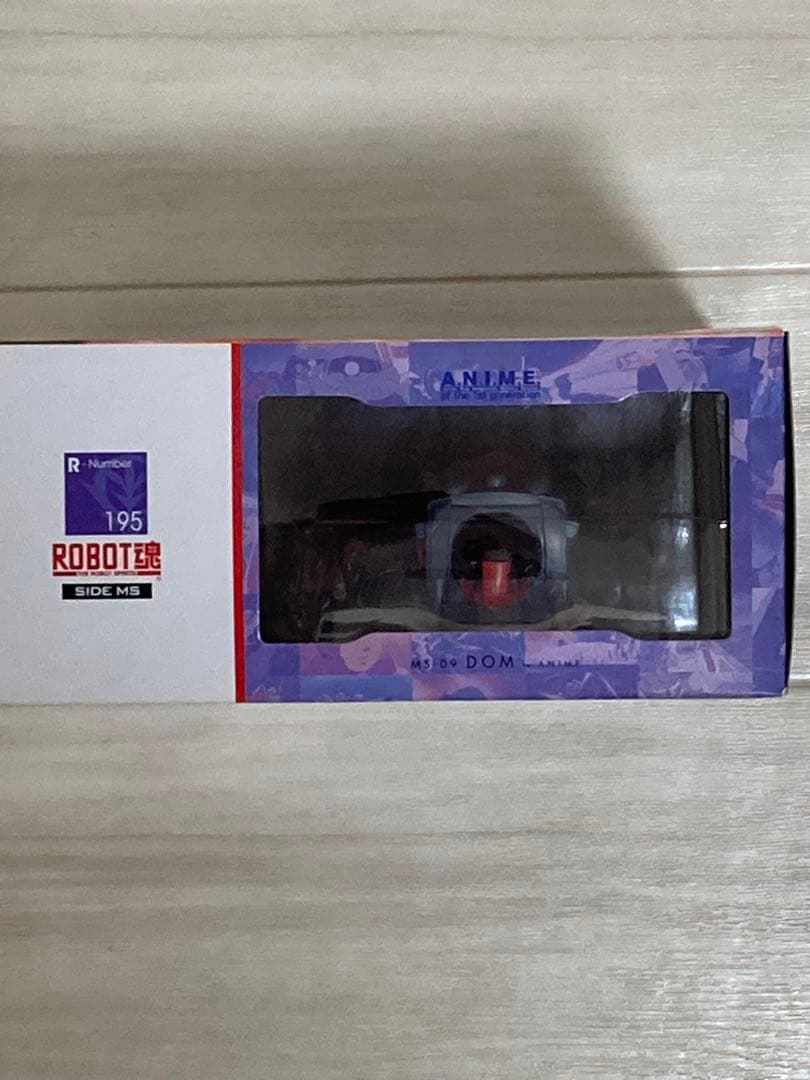 R-Number
195
ROBOT魂
THE ROBOT SPIRITS
SIDE MS
A.N.I.M.E.
of the 1st generation
MS-09 DOM ver. A.N.I.M.E.